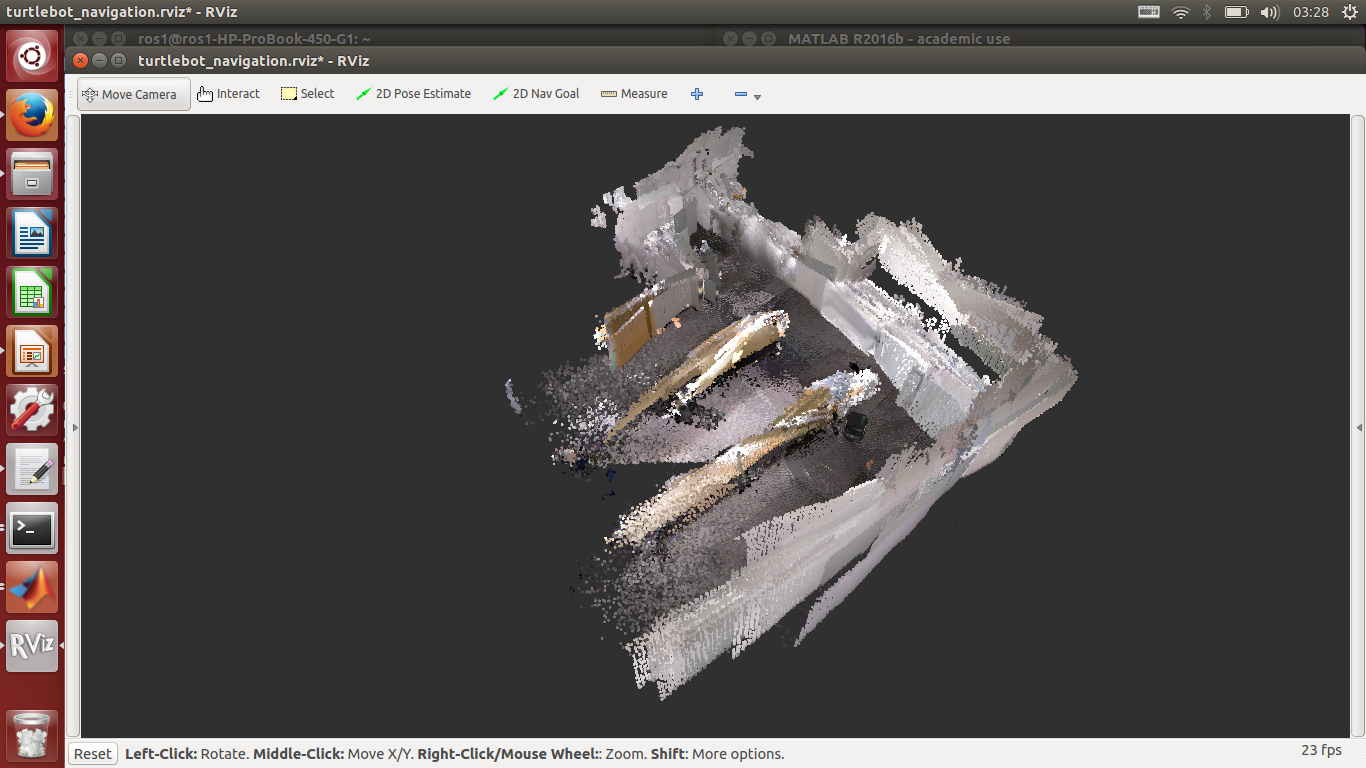 turtlebot_navigation.rviz* - RViz
03:28
ros1@ros1-HP-ProBook-450-G1: ~
MATLAB R2016b - academic use
turtlebot_navigation.rviz* - RViz
Move Camera Interact Select 2D Pose Estimate 2D Nav Goal Measure
>_
RViz
Reset Left-Click: Rotate. Middle-Click: Move X/Y. Right-Click/Mouse Wheel:: Zoom. Shift: More options. 23 fps